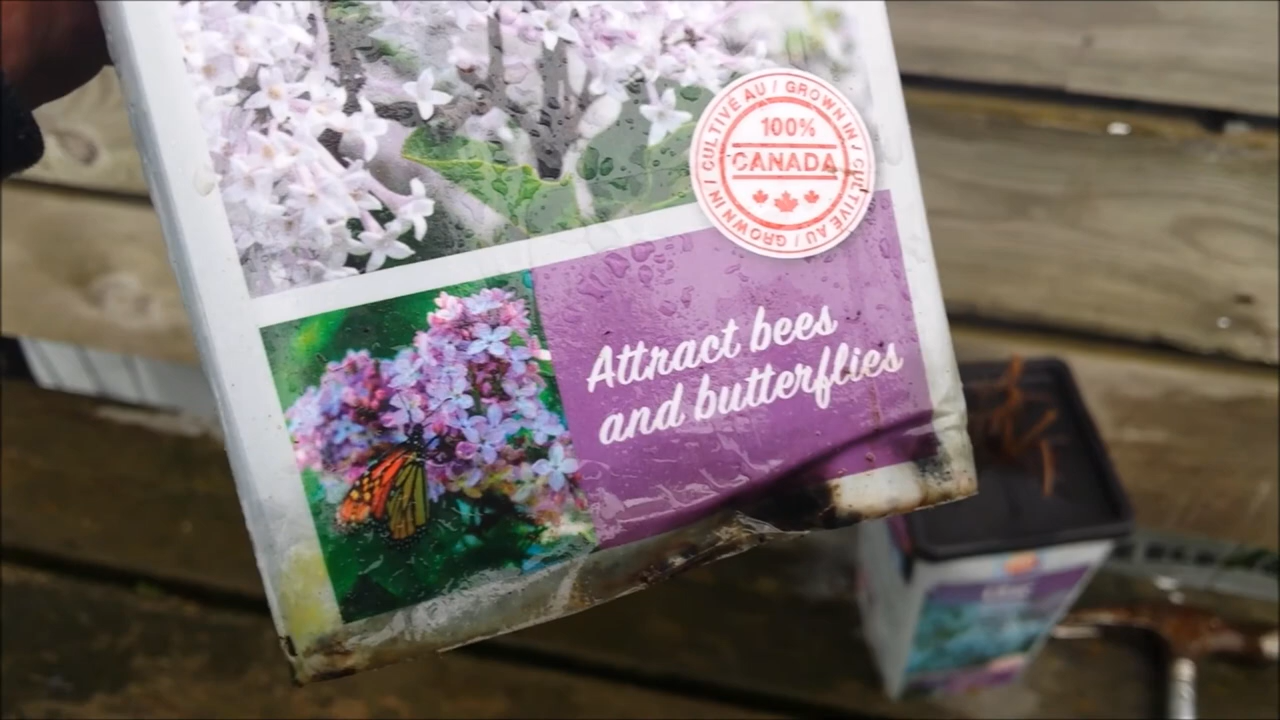 CULTIVÉ AU / GROWN IN / CULTIVÉ AU / GROWN IN /
100%
CANADA
Attract bees
and butterflies